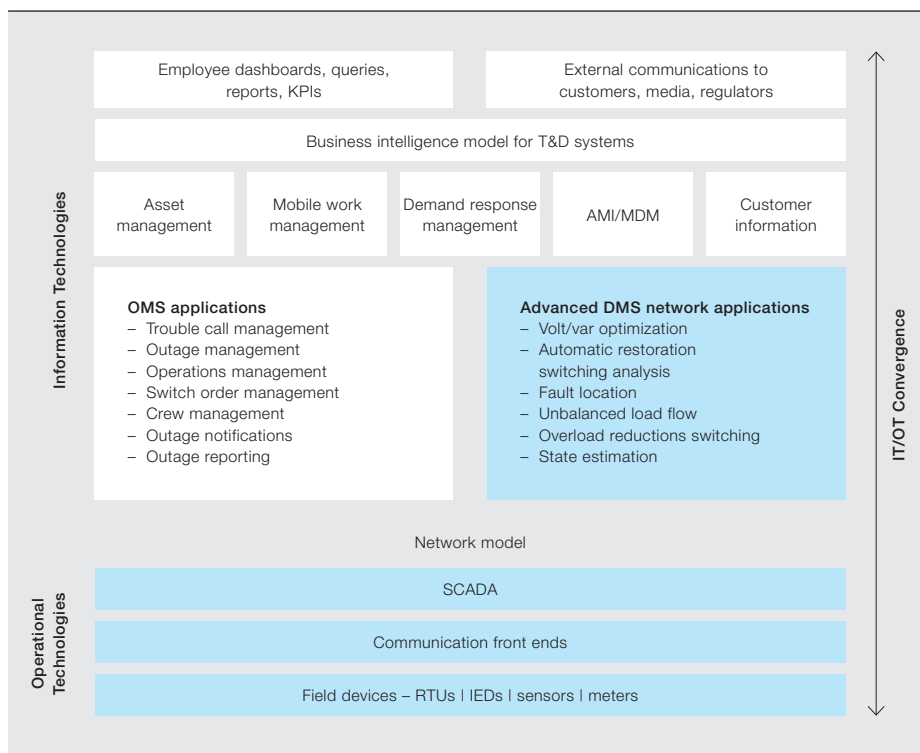 Employee dashboards, queries,
reports, KPIs
External communications to
customers, media, regulators
Business intelligence model for T&D systems
Asset
management
Mobile work
management
Demand response
management
AMI/MDM
Customer
information
Information Technologies
OMS applications
– Trouble call management
– Outage management
– Operations management
– Switch order management
– Crew management
– Outage notifications
– Outage reporting
Advanced DMS network applications
– Volt/var optimization
– Automatic restoration
switching analysis
– Fault location
– Unbalanced load flow
– Overload reductions switching
– State estimation
IT/OT Convergence
Network model
Operational
Technologies
SCADA
Communication front ends
Field devices – RTUs | IEDs | sensors | meters